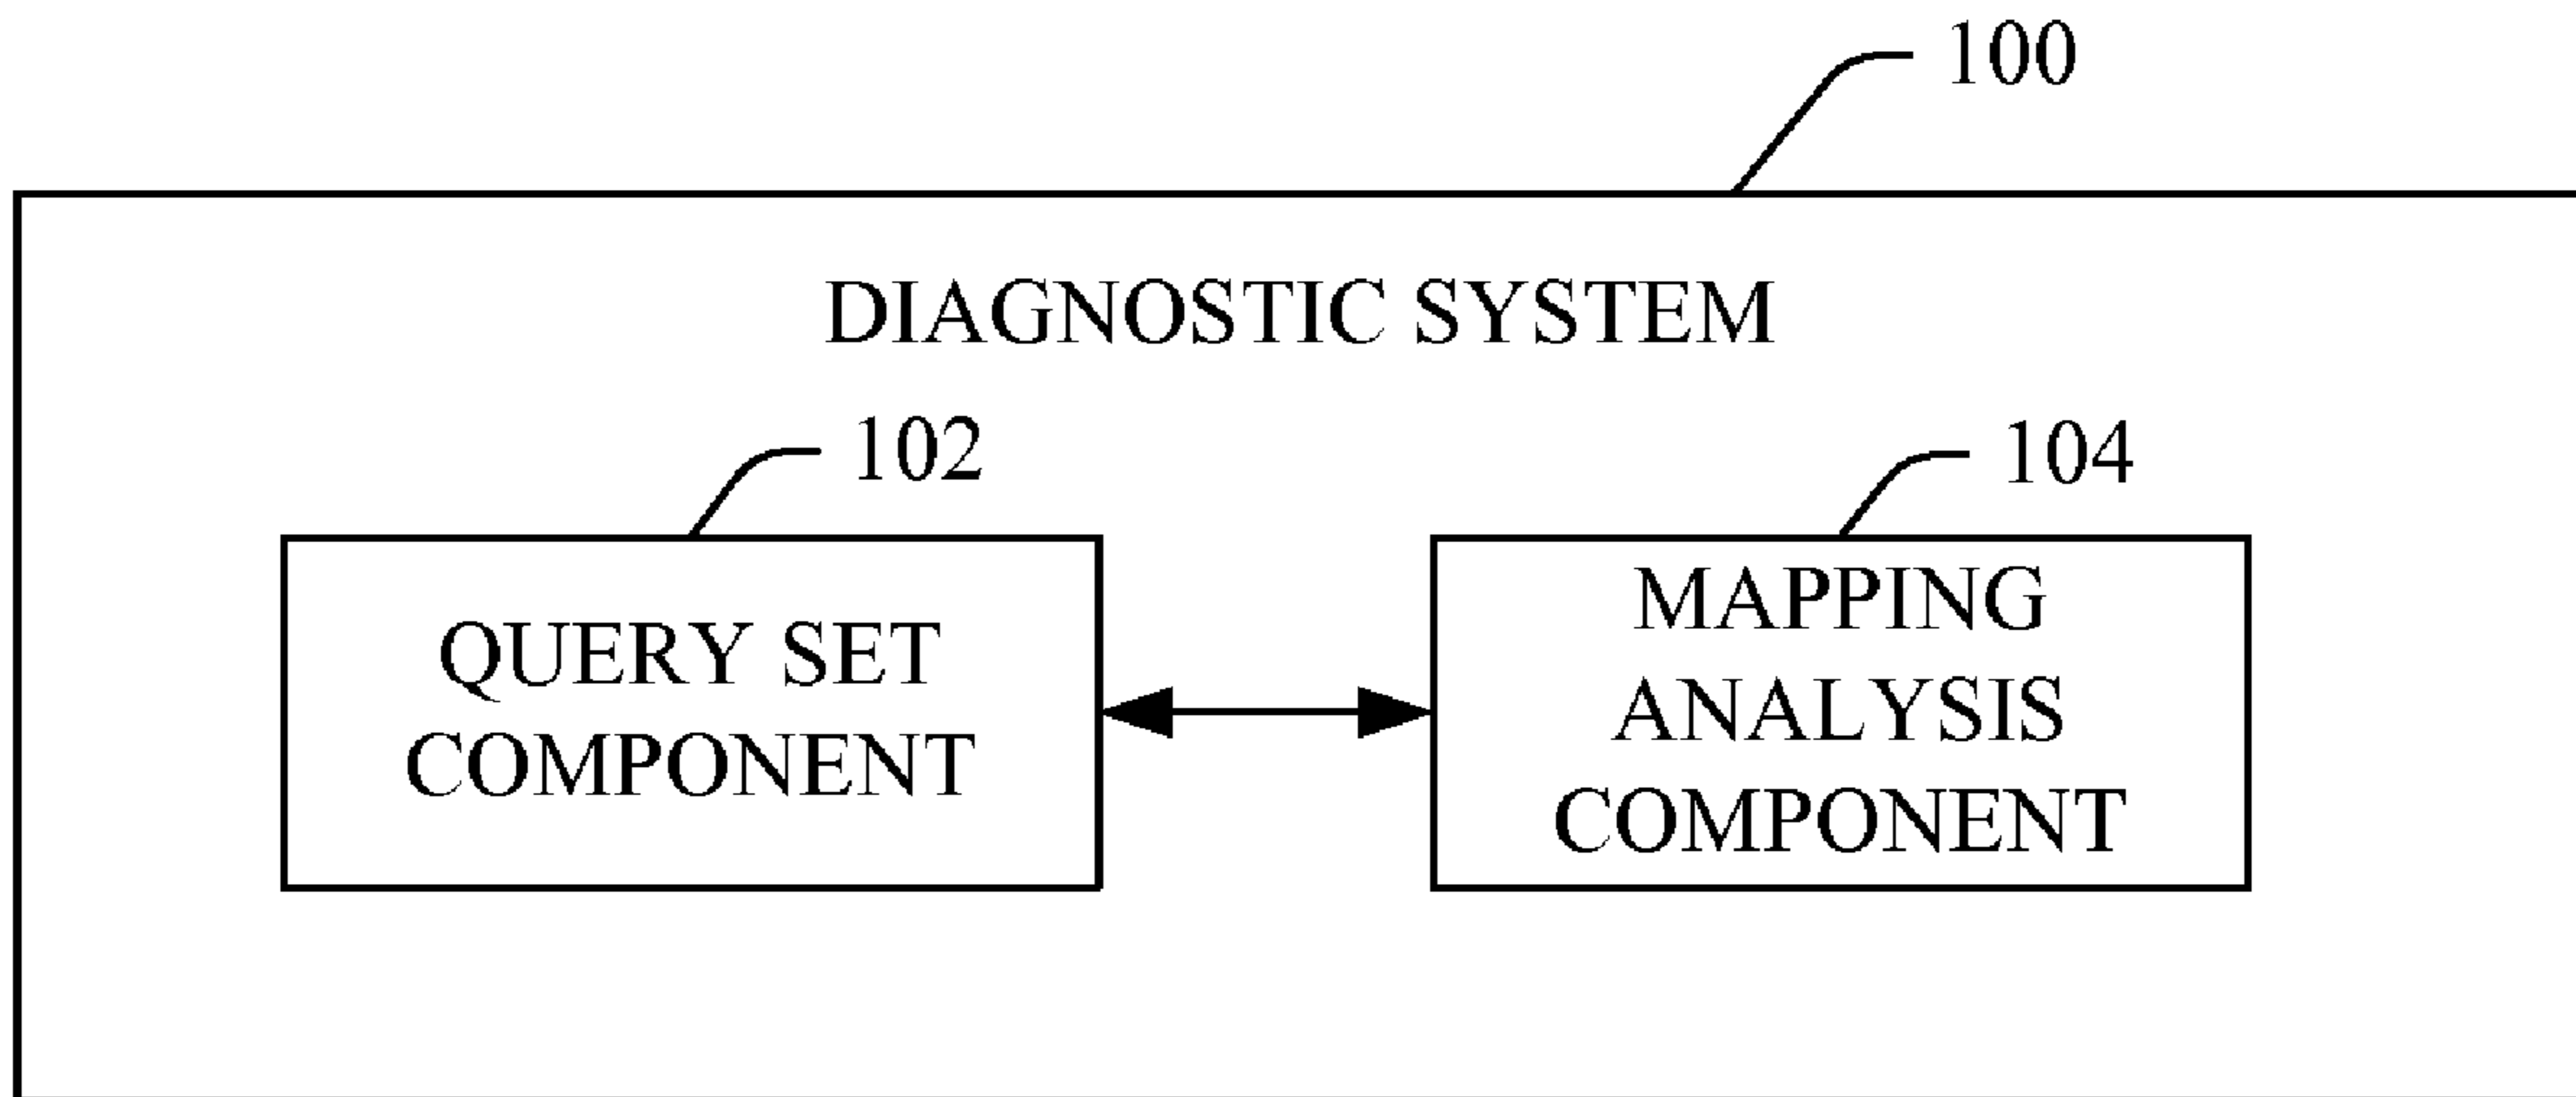 100
DIAGNOSTIC SYSTEM
102
104
QUERY SET
COMPONENT
MAPPING
ANALYSIS
COMPONENT